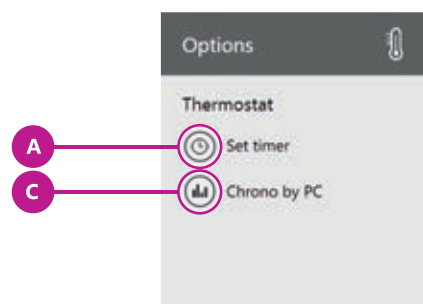 Options
Thermostat
A Set timer
C Chrono by PC